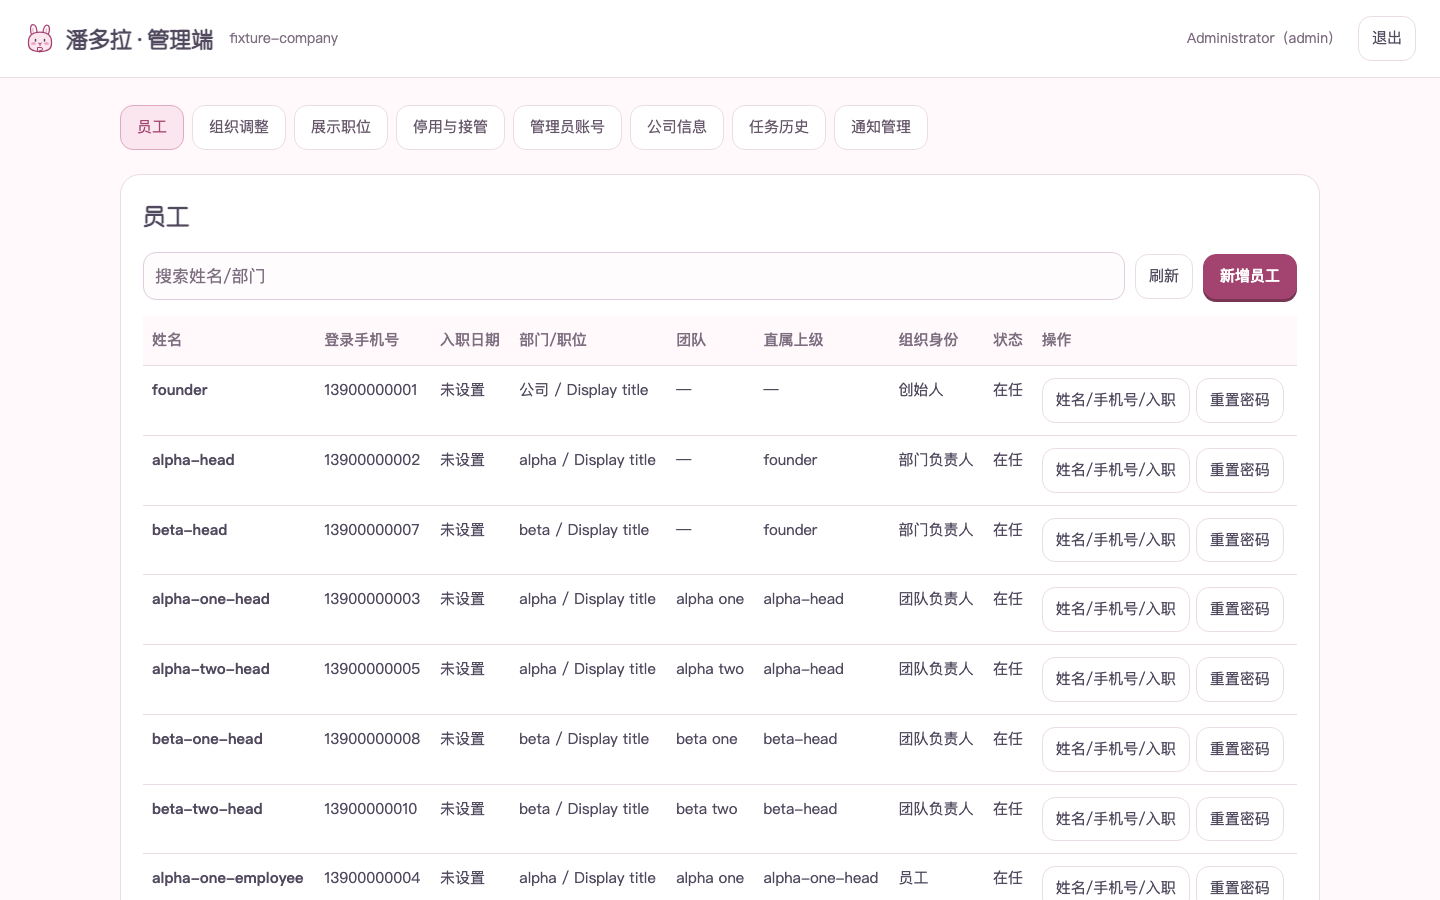 潘多拉 · 管理端 fixture-company Administrator（admin） 退出
员工 组织调整 展示职位 停用与接管 管理员账号 公司信息 任务历史 通知管理
员工
搜索姓名/部门 刷新 新增员工
姓名 登录手机号 入职日期 部门/职位 团队 直属上级 组织身份 状态 操作
founder 13900000001 未设置 公司 / Display title — — 创始人 在任 姓名/手机号/入职 重置密码
alpha-head 13900000002 未设置 alpha / Display title — founder 部门负责人 在任 姓名/手机号/入职 重置密码
beta-head 13900000007 未设置 beta / Display title — founder 部门负责人 在任 姓名/手机号/入职 重置密码
alpha-one-head 13900000003 未设置 alpha / Display title alpha one alpha-head 团队负责人 在任 姓名/手机号/入职 重置密码
alpha-two-head 13900000005 未设置 alpha / Display title alpha two alpha-head 团队负责人 在任 姓名/手机号/入职 重置密码
beta-one-head 13900000008 未设置 beta / Display title beta one beta-head 团队负责人 在任 姓名/手机号/入职 重置密码
beta-two-head 13900000010 未设置 beta / Display title beta two beta-head 团队负责人 在任 姓名/手机号/入职 重置密码
alpha-one-employee 13900000004 未设置 alpha / Display title alpha one alpha-one-head 员工 在任 姓名/手机号/入职 重置密码